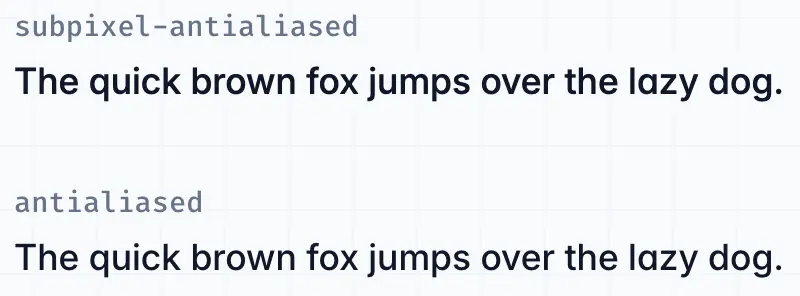 subpixel-antialiased
The quick brown fox jumps over the lazy dog.
antialiased
The quick brown fox jumps over the lazy dog.